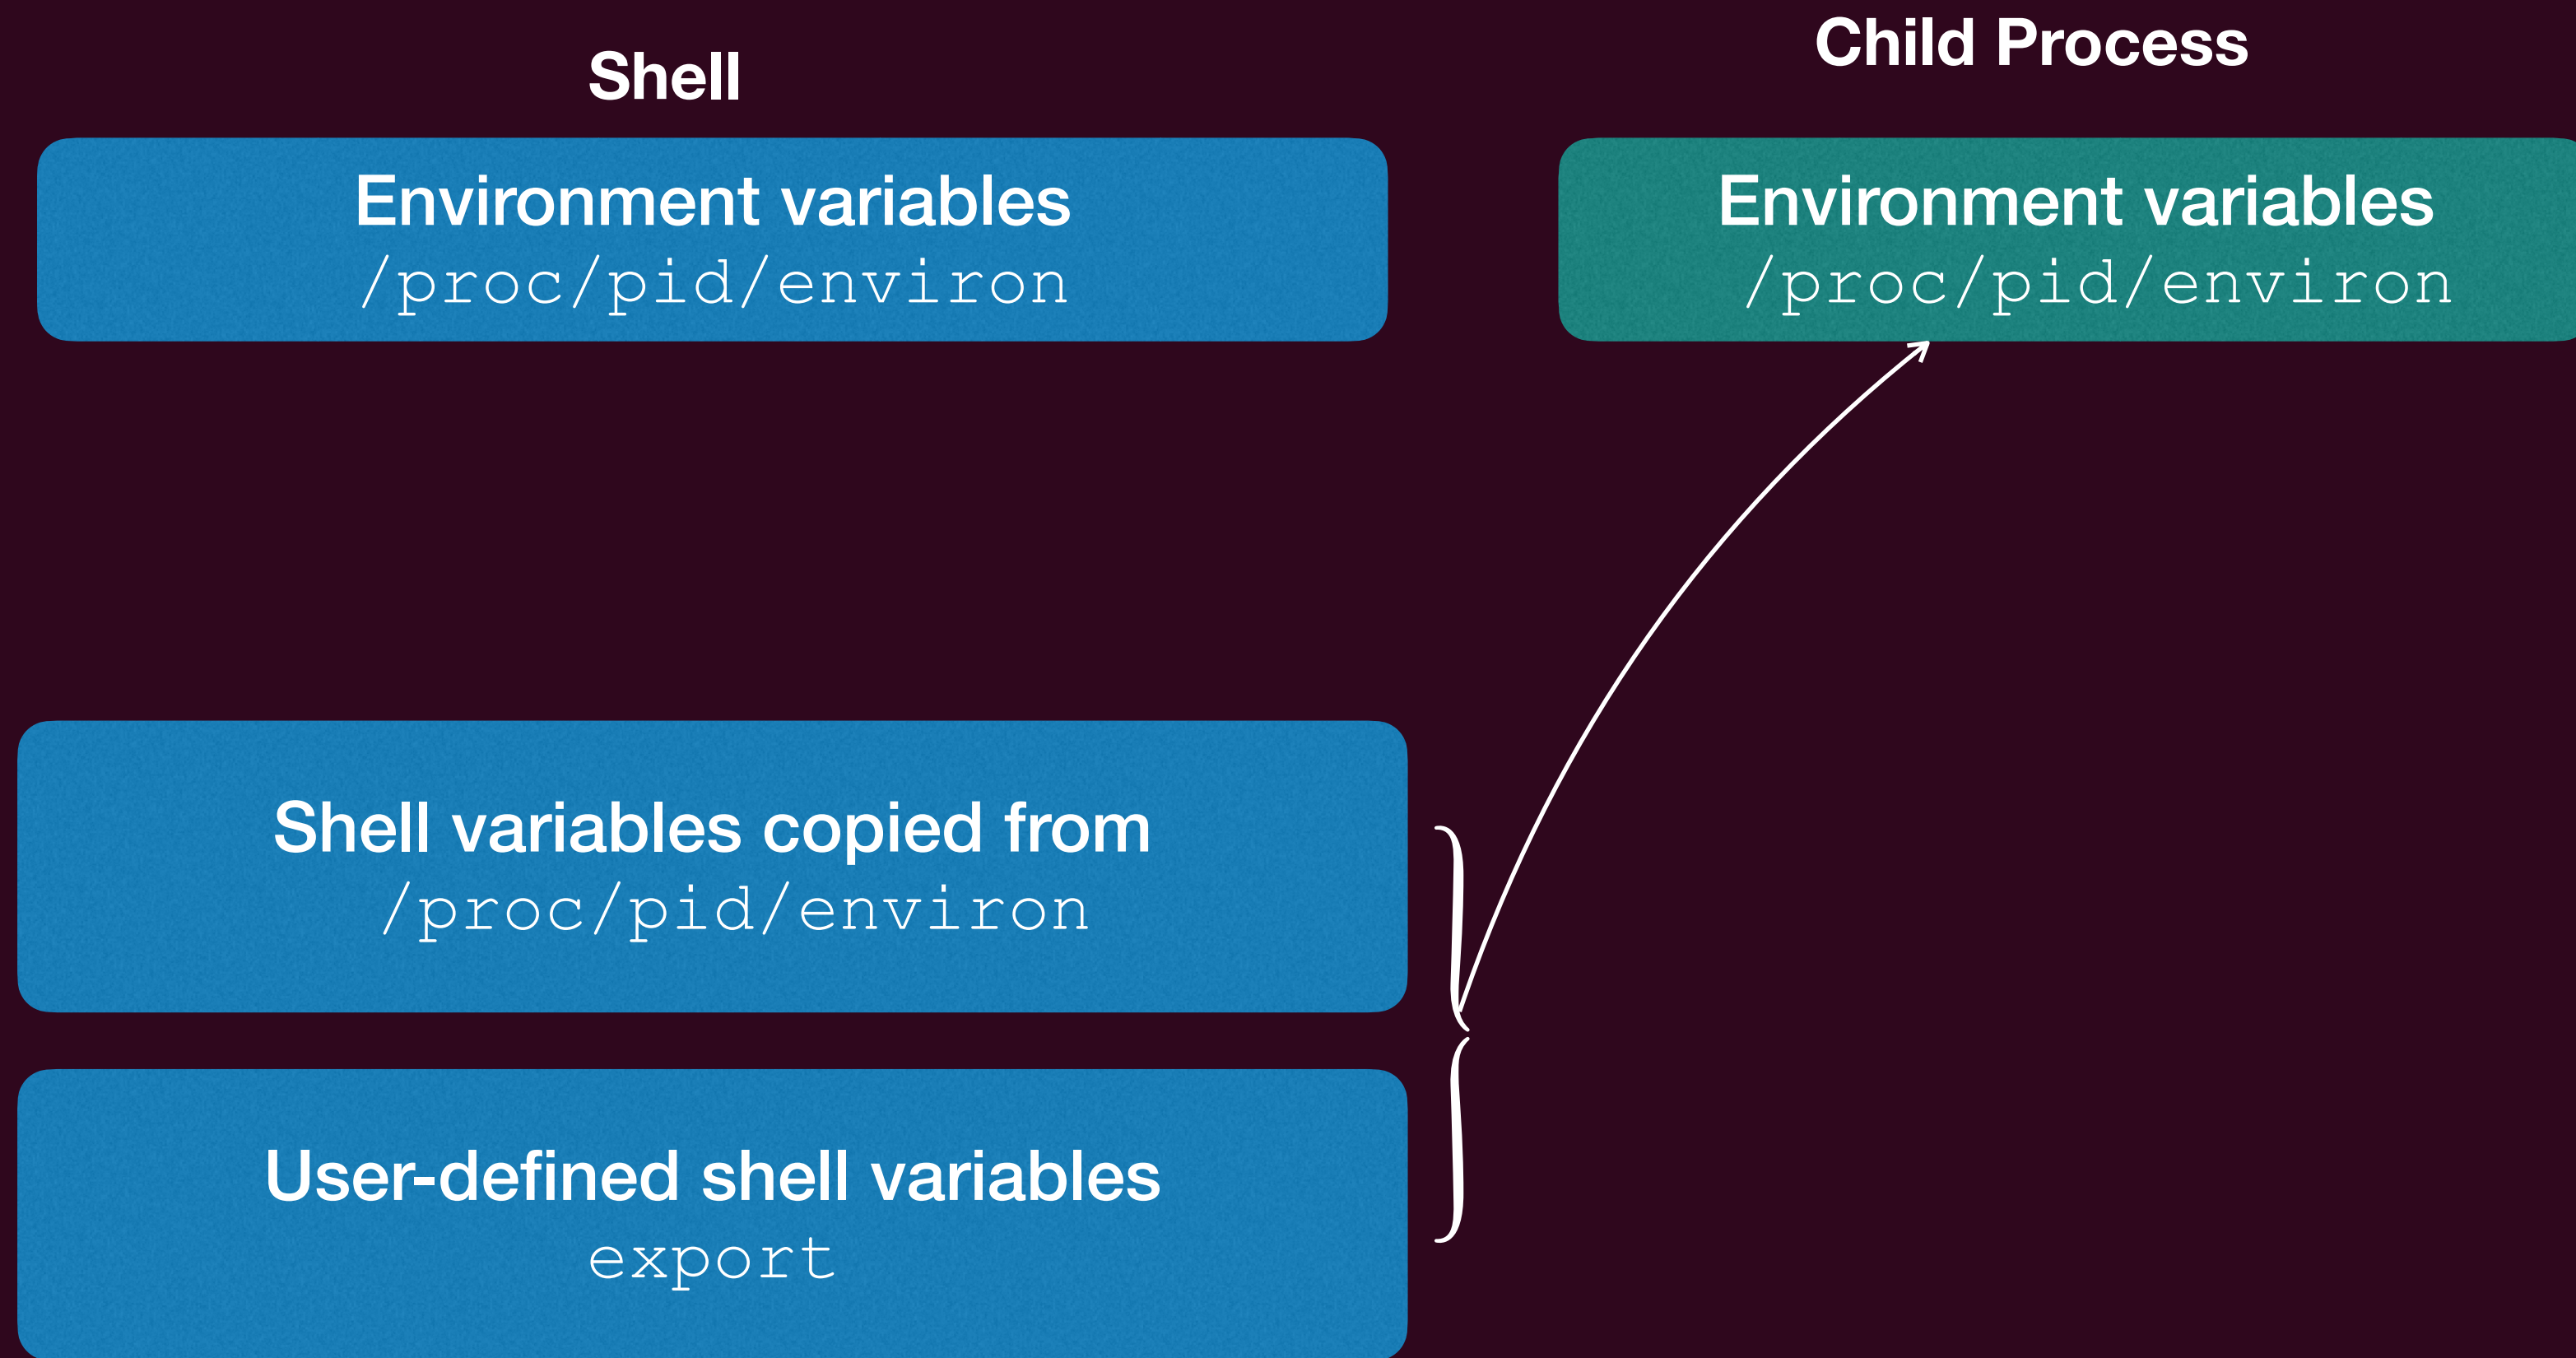 Shell
Child Process
Environment variables
/proc/pid/environ
Environment variables
/proc/pid/environ
Shell variables copied from
/proc/pid/environ
User-defined shell variables
export